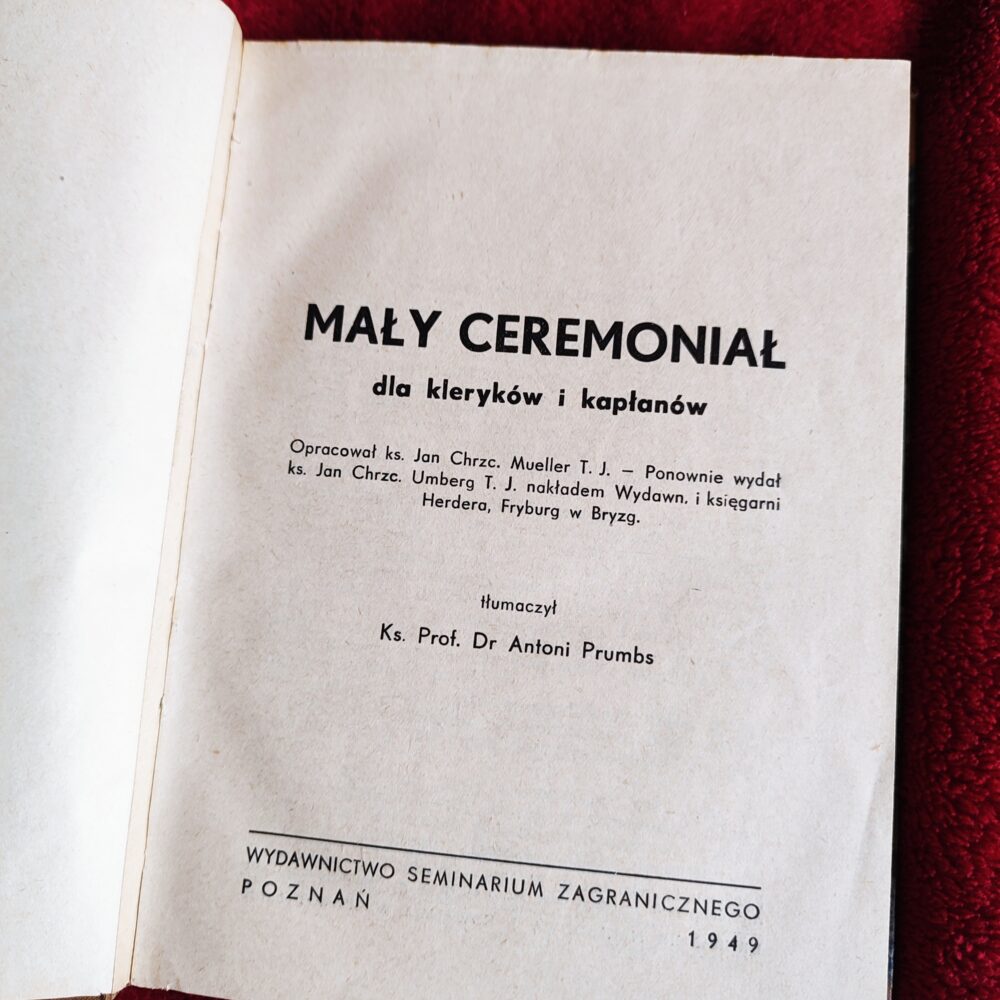 MAŁY CEREMONIAŁ
dla kleryków i kapłanów
Opracował ks. Jan Chrzc. Mueller T. J. – Ponownie wydał
ks. Jan Chrzc. Umberg T. J. nakładem Wydawn. i księgarni
Herdera, Fryburg w Bryzg.
tłumaczył
Ks. Prof. Dr Antoni Prumbs
WYDAWNICTWO SEMINARIUM ZAGRANICZNEGO
POZNAŃ
1949